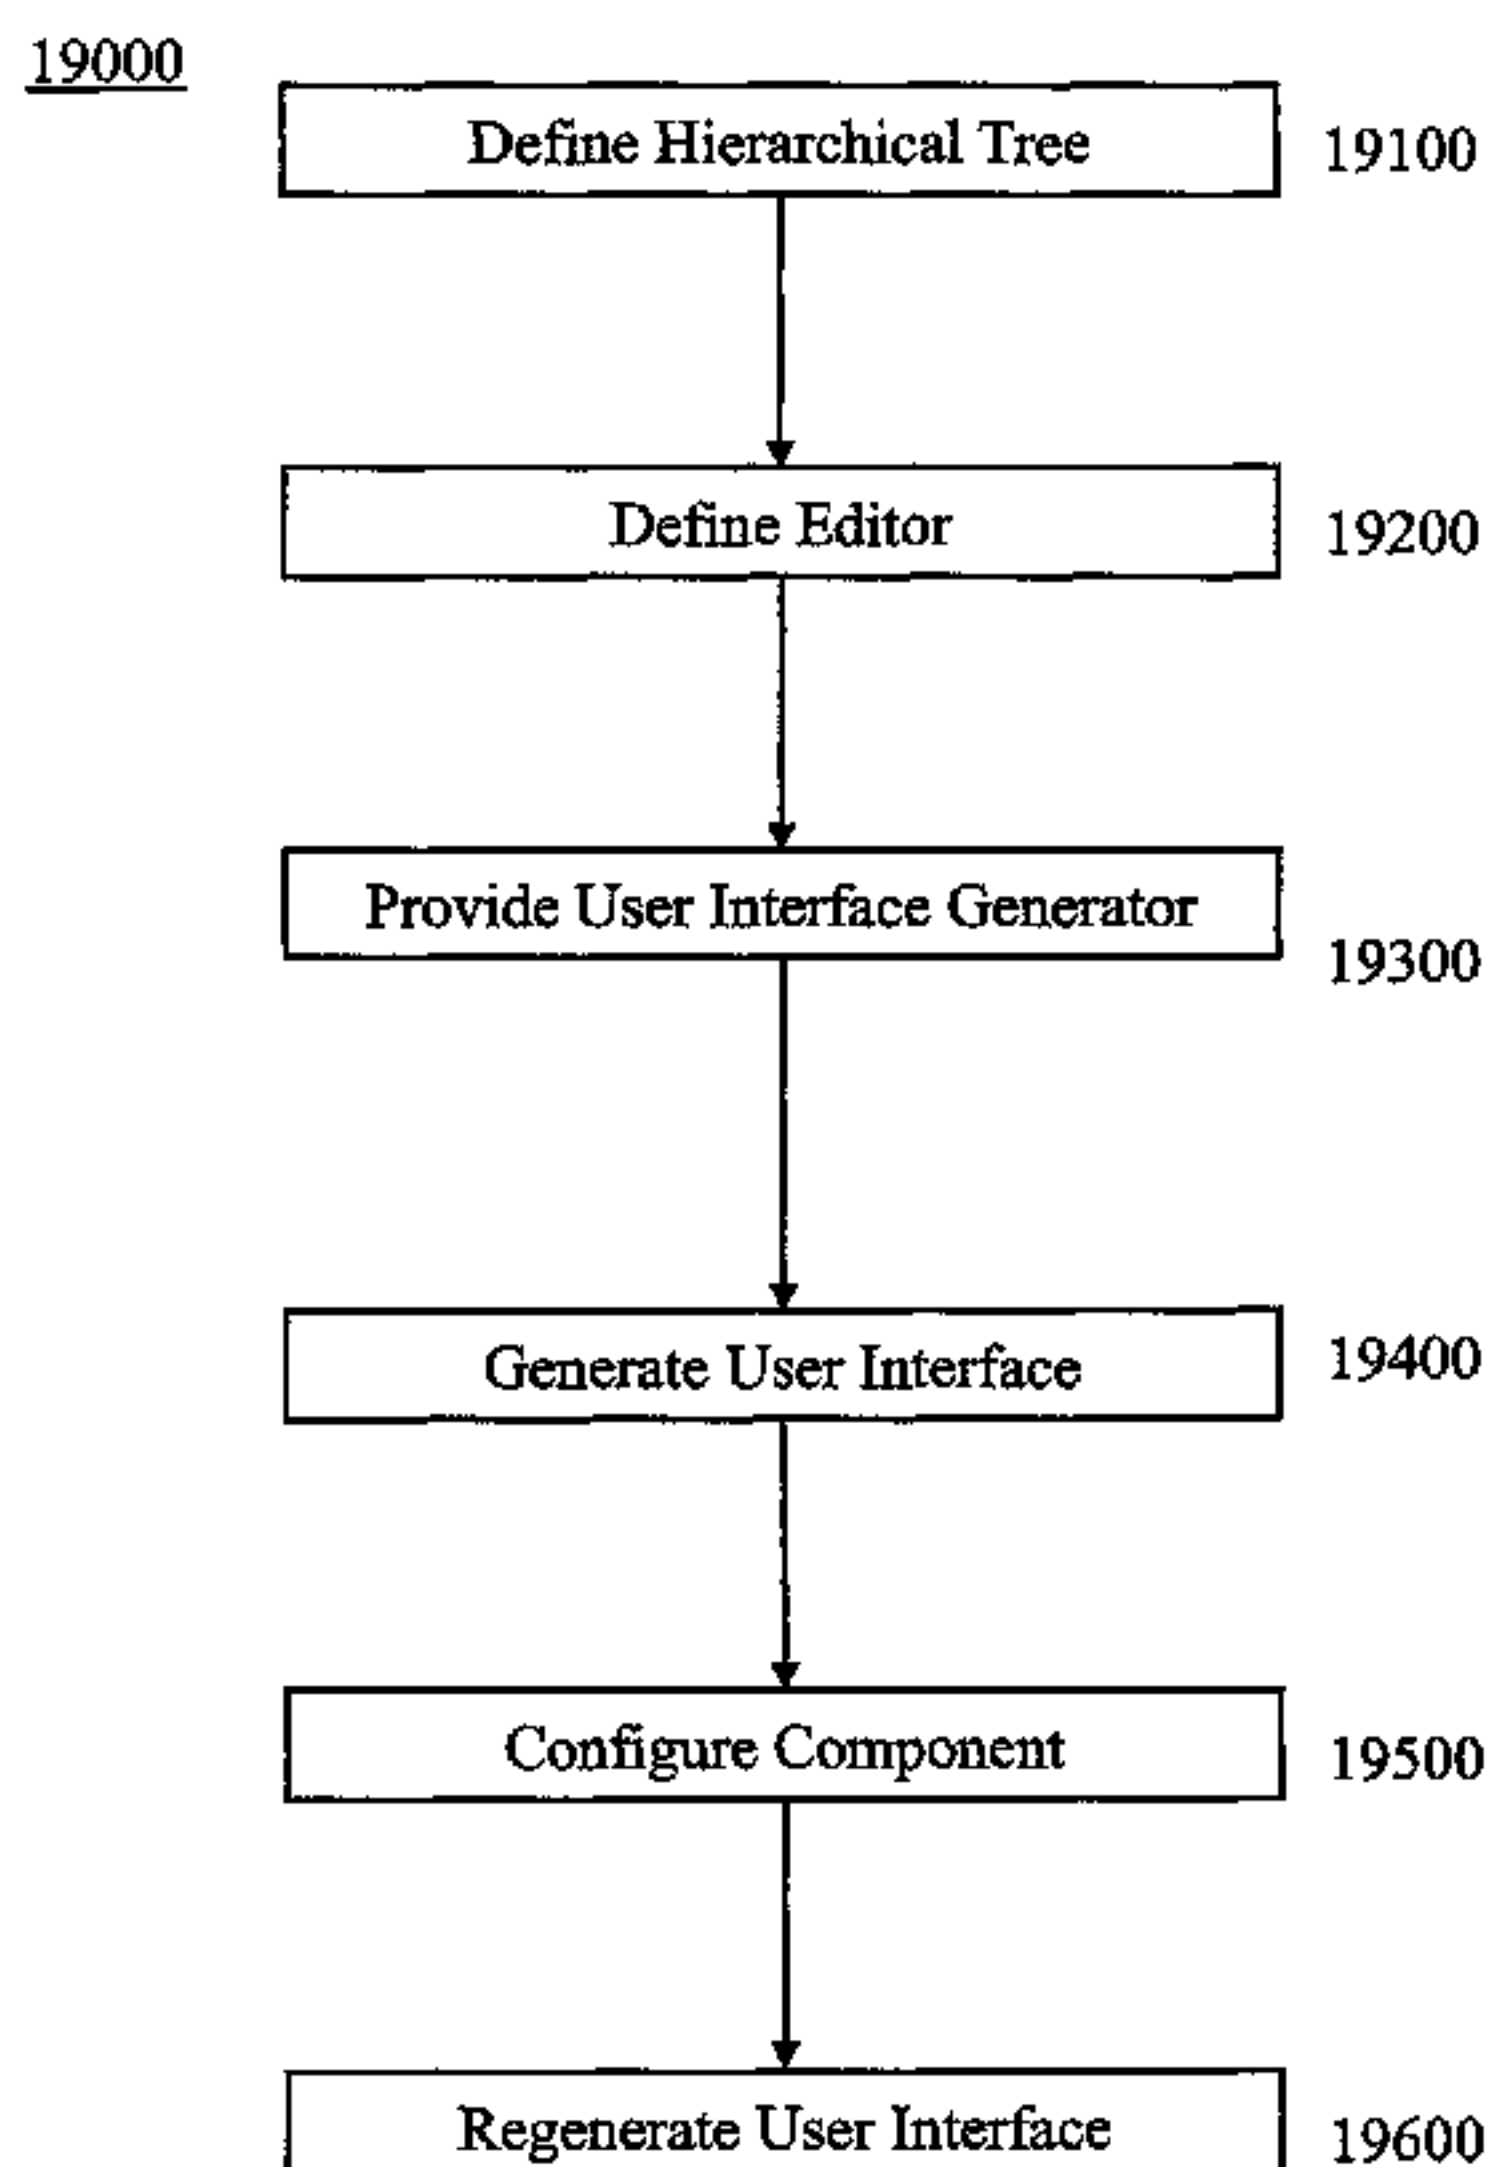 19000
Define Hierarchical Tree
19100
Define Editor
19200
Provide User Interface Generator
19300
Generate User Interface
19400
Configure Component
19500
Regenerate User Interface
19600